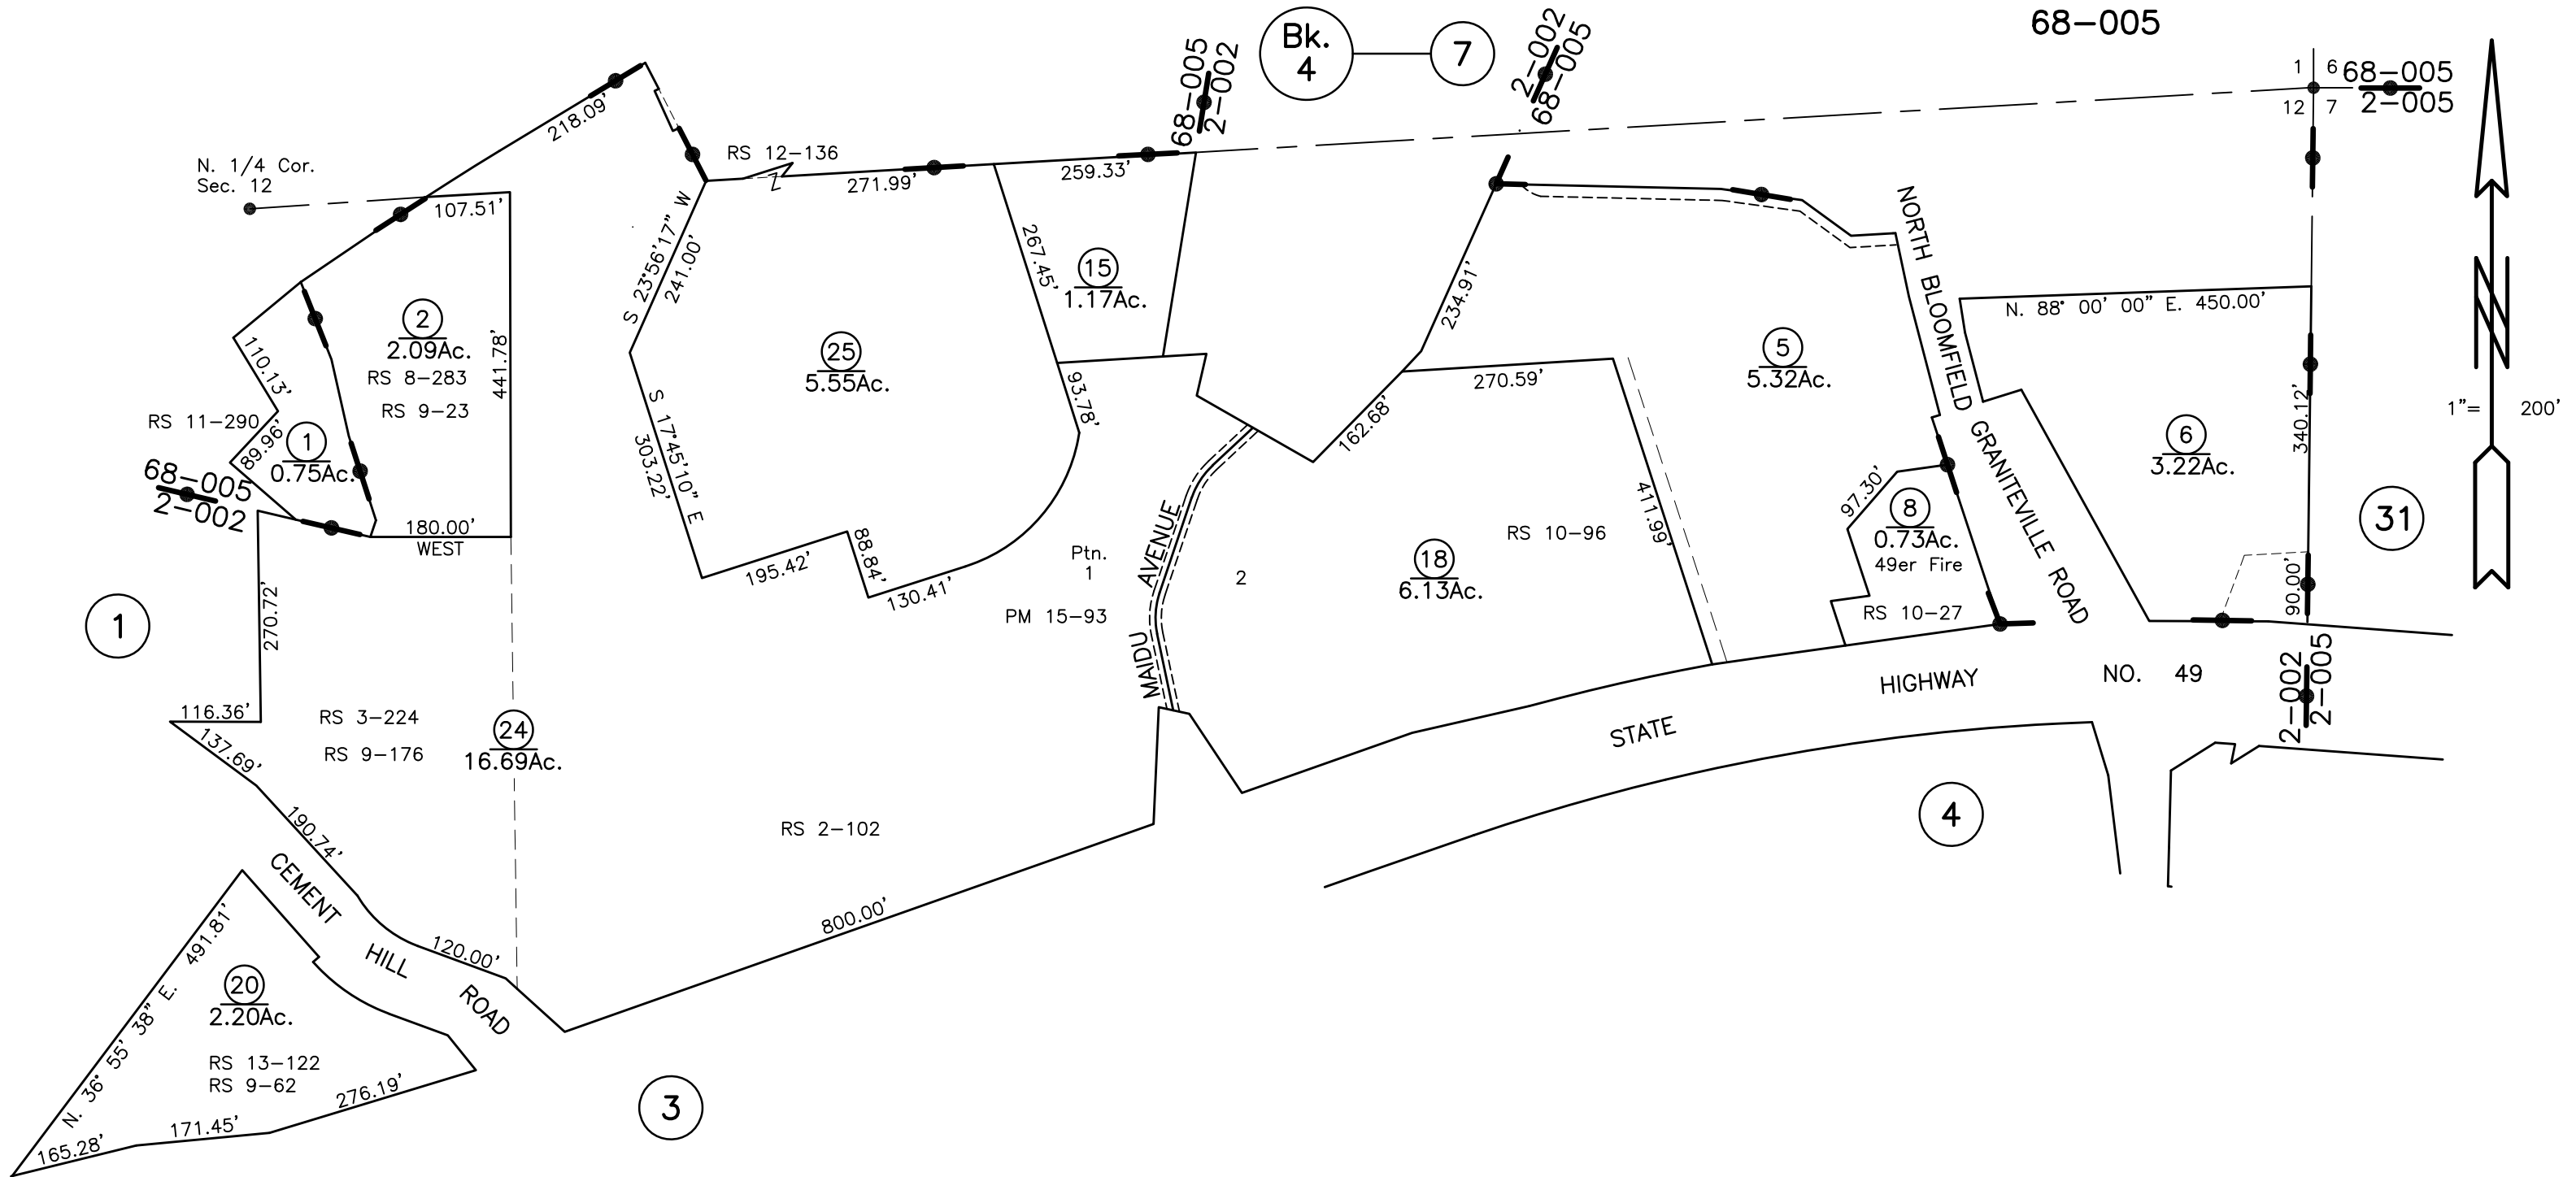 68-005
Bk.
4
7
68-005
2-002
2-002
68-005
1 6
12 7
68-005
2-005
218.09'
N. 1/4 Cor.
Sec. 12
107.51'
RS 12-136
Z
271.99'
259.33'
S 23°56'17" W
241.00'
267.45'
15
1.17Ac.
234.91'
NORTH BLOOMFIELD GRANITEVILLE ROAD
N. 88° 00' 00" E. 450.00'
110.13'
2
2.09Ac.
RS 8-283
RS 9-23
441.78'
25
5.55Ac.
5
5.32Ac.
270.59'
1"= 200'
RS 11-290
89.96'
1
0.75Ac.
S 17°45'10" E
303.22'
93.78'
162.68'
340.12'
6
3.22Ac.
68-005
2-002
180.00'
WEST
195.42'
88.84'
130.41'
Ptn.
1
2
PM 15-93
MAIDU AVENUE
RS 10-96
411.99'
18
6.13Ac.
97.30'
8
0.73Ac.
49er Fire
RS 10-27
31
90.00'
1
270.72'
116.36'
137.69'
190.74'
RS 3-224
RS 9-176
24
16.69Ac.
STATE HIGHWAY NO. 49
2-002
2-005
RS 2-102
4
CEMENT HILL ROAD
120.00'
800.00'
491.81'
N. 36° 55' 38" E.
20
2.20Ac.
RS 13-122
RS 9-62
165.28'
171.45'
276.19'
3